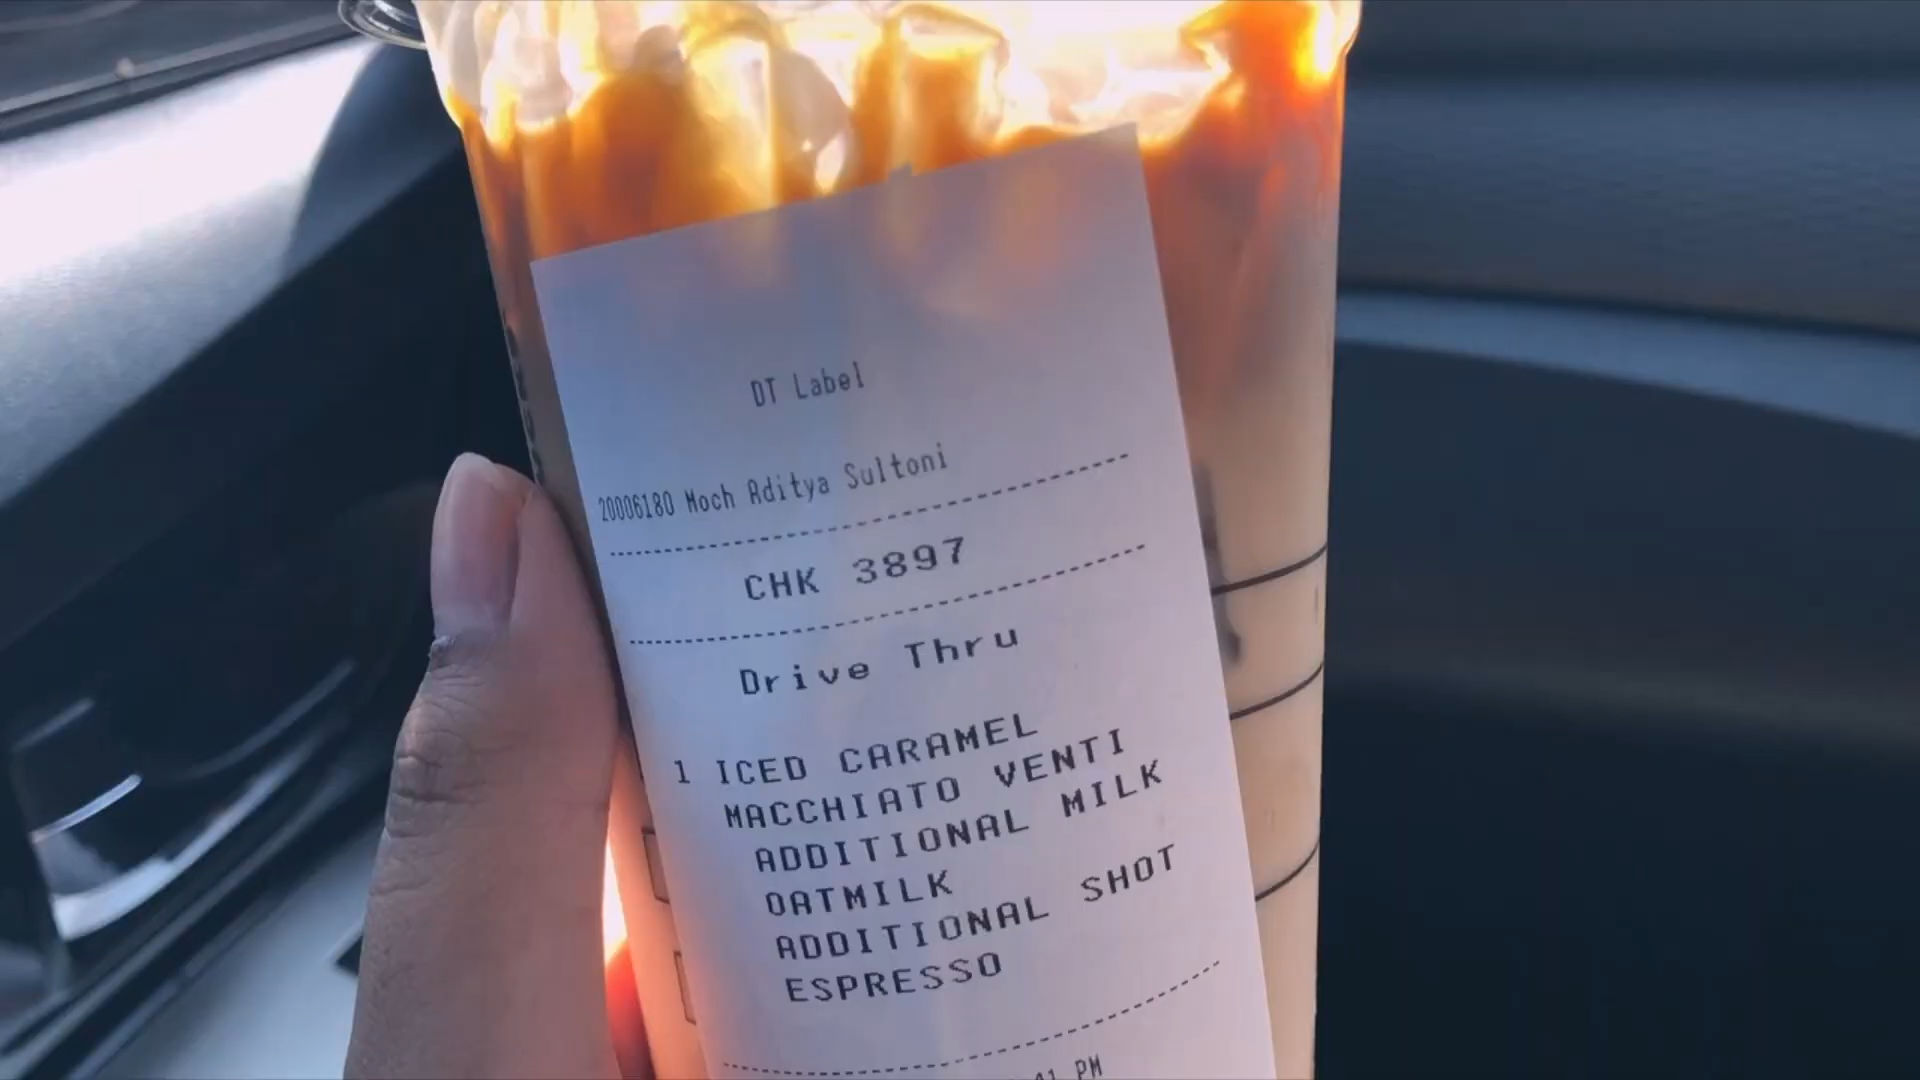 DT Label
20006180 Moch Aditya Sultoni
CHK 3897
Drive Thru
1 ICED CARAMEL
MACCHIATO VENTI
ADDITIONAL MILK
OATMILK
ADDITIONAL SHOT
ESPRESSO
PM